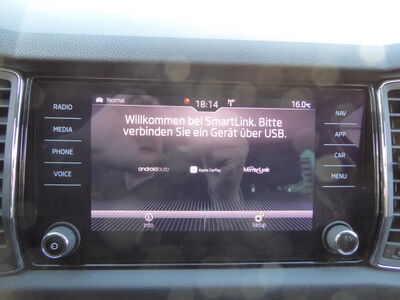 Normal 18:14 16.0°C
RADIO
MEDIA
PHONE
VOICE
Willkommen bei SmartLink. Bitte
verbinden Sie ein Gerät über USB.
androidauto Apple CarPlay MirrorLink
Info Setup
NAV
APP
CAR
MENU